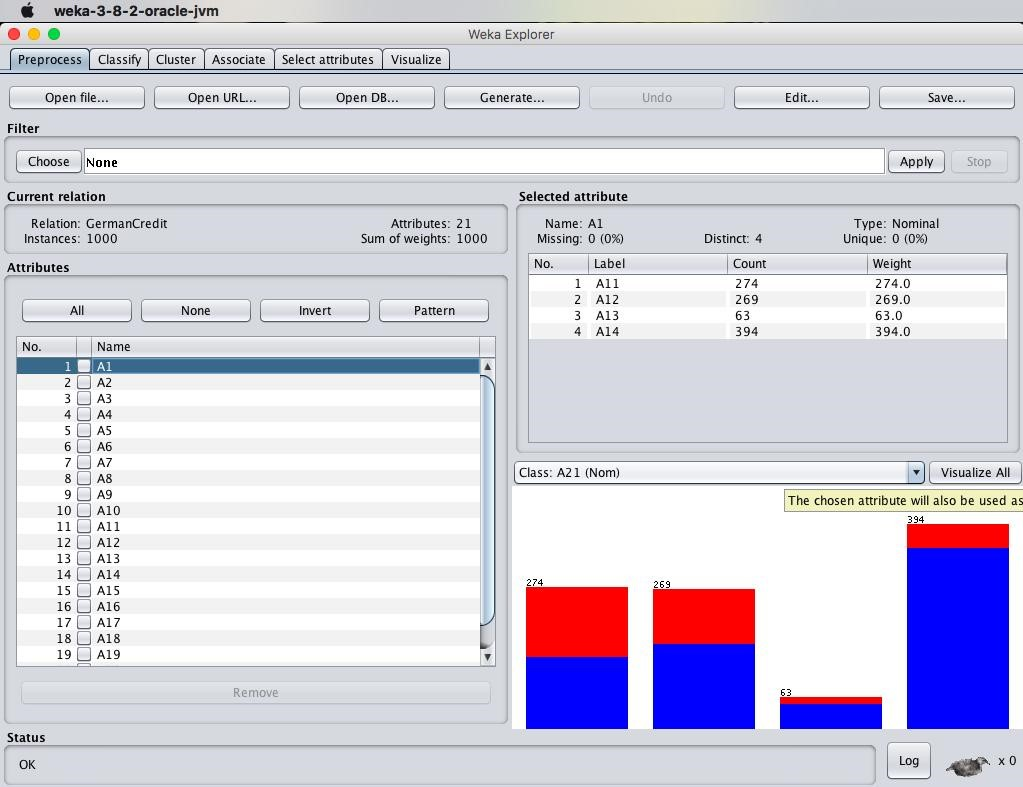 weka-3-8-2-oracle-jvm
Weka Explorer
Preprocess Classify Cluster Associate Select attributes Visualize
Open file... Open URL... Open DB... Generate... Undo Edit... Save...
Filter
Choose None Apply Stop
Current relation
Relation: GermanCredit Attributes: 21
Instances: 1000 Sum of weights: 1000
Attributes
All None Invert Pattern
No. Name
1 A1
2 A2
3 A3
4 A4
5 A5
6 A6
7 A7
8 A8
9 A9
10 A10
11 A11
12 A12
13 A13
14 A14
15 A15
16 A16
17 A17
18 A18
19 A19
Remove
Selected attribute
Name: A1 Type: Nominal
Missing: 0 (0%) Distinct: 4 Unique: 0 (0%)
No. Label Count Weight
1 A11 274 274.0
2 A12 269 269.0
3 A13 63 63.0
4 A14 394 394.0
Class: A21 (Nom) Visualize All
The chosen attribute will also be used as
394
274 269
63
Status
OK Log x 0